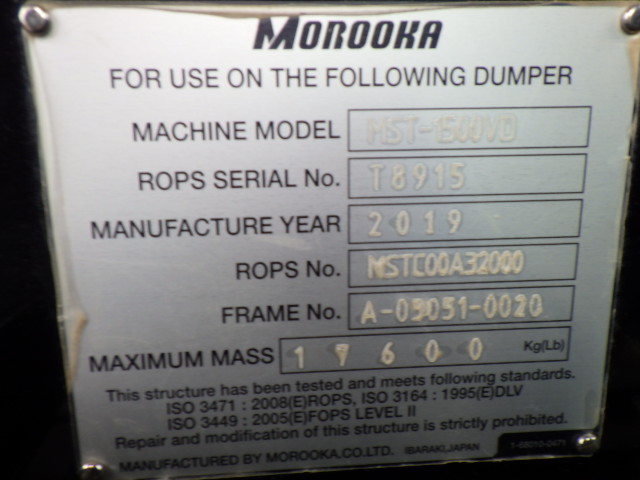 MOROOKA
FOR USE ON THE FOLLOWING DUMPER
MACHINE MODEL MST-1500VD
ROPS SERIAL No. T8915
MANUFACTURE YEAR 2019
ROPS No. MSTC00A32000
FRAME No. A-03051-0020
MAXIMUM MASS 17600 Kg(Lb)
This structure has been tested and meets following standards.
ISO 3471 : 2008(E)ROPS, ISO 3164 : 1995(E)DLV
ISO 3449 : 2005(E)FOPS LEVEL II
Repair and modification of this structure is strictly prohibited.
MANUFACTURED BY MOROOKA.CO.LTD. IBARAKI,JAPAN